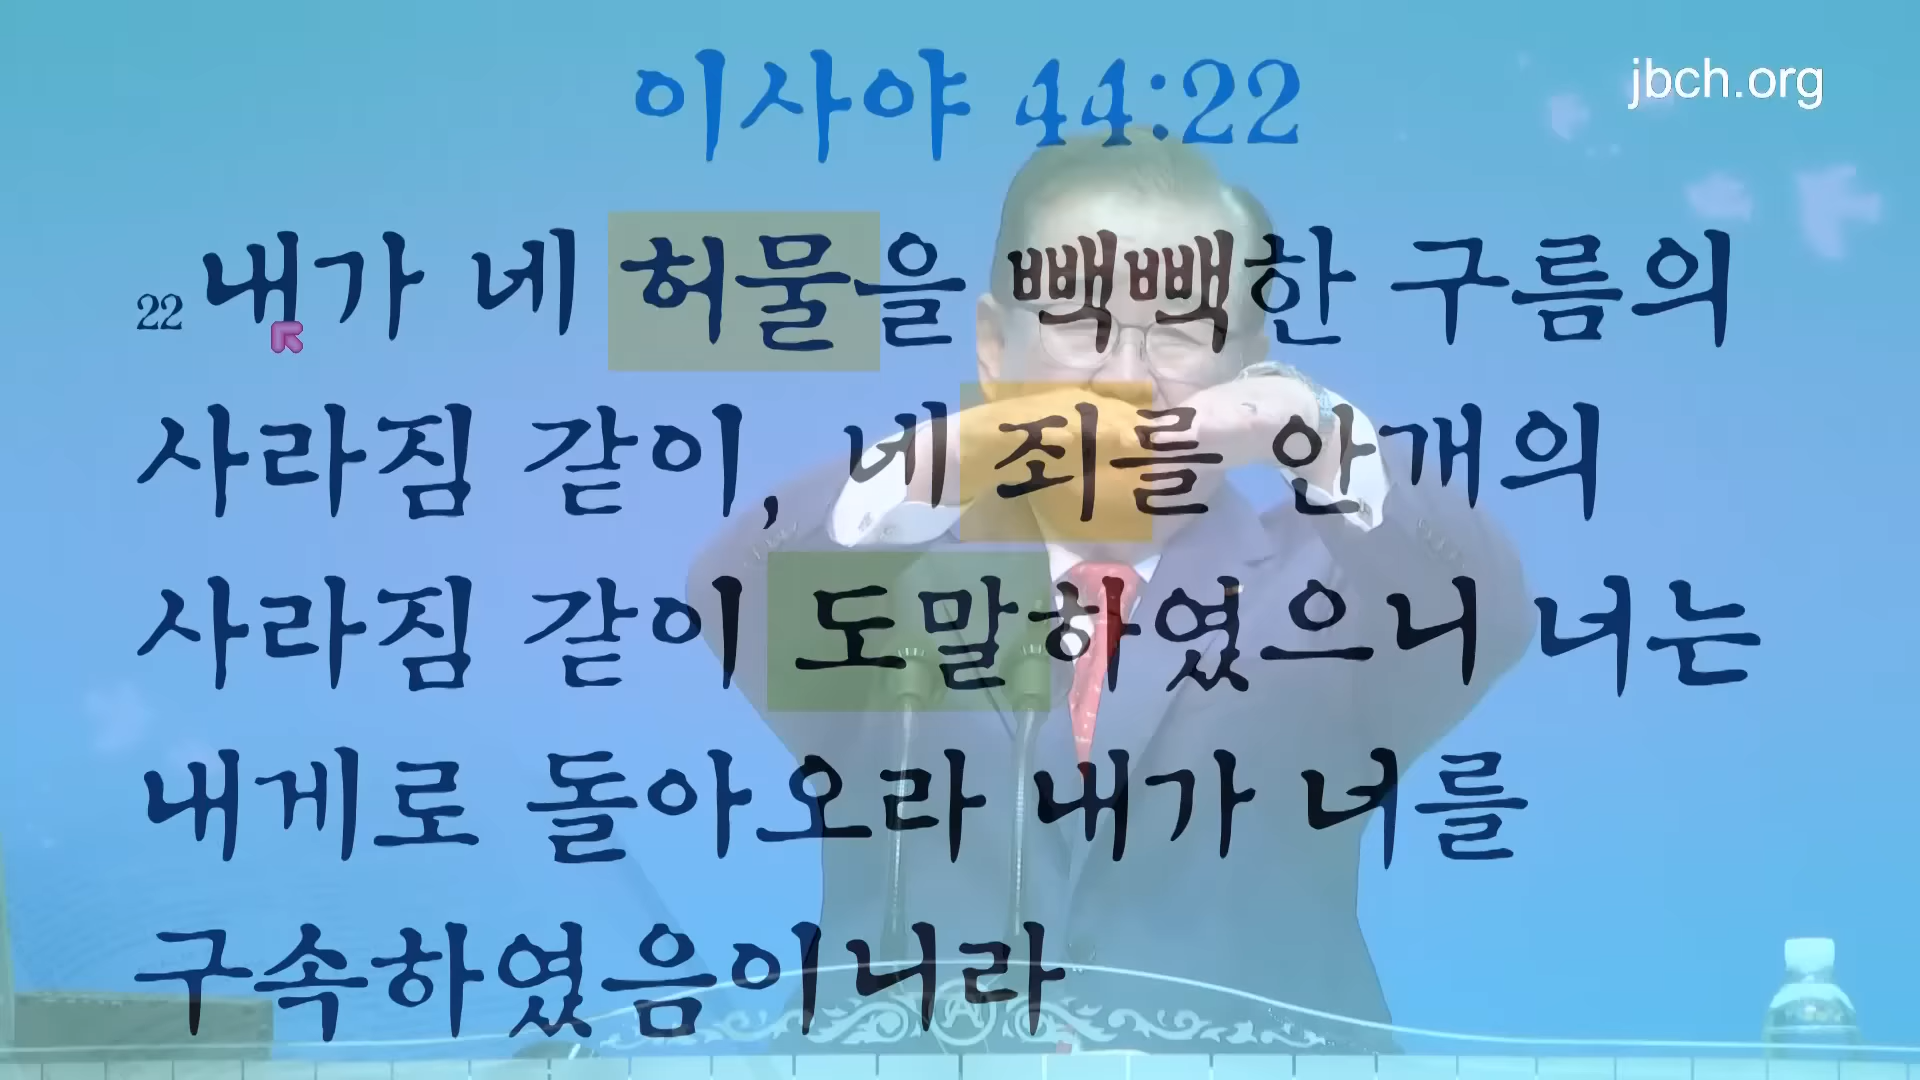 이사야 44:22
jbch.org
22 내가 네 허물을 빽빽한 구름의
사라짐 같이, 네 죄를 안개의
사라짐 같이 도말하였으니 너는
내게로 돌아오라 내가 너를
구속하였음이니라